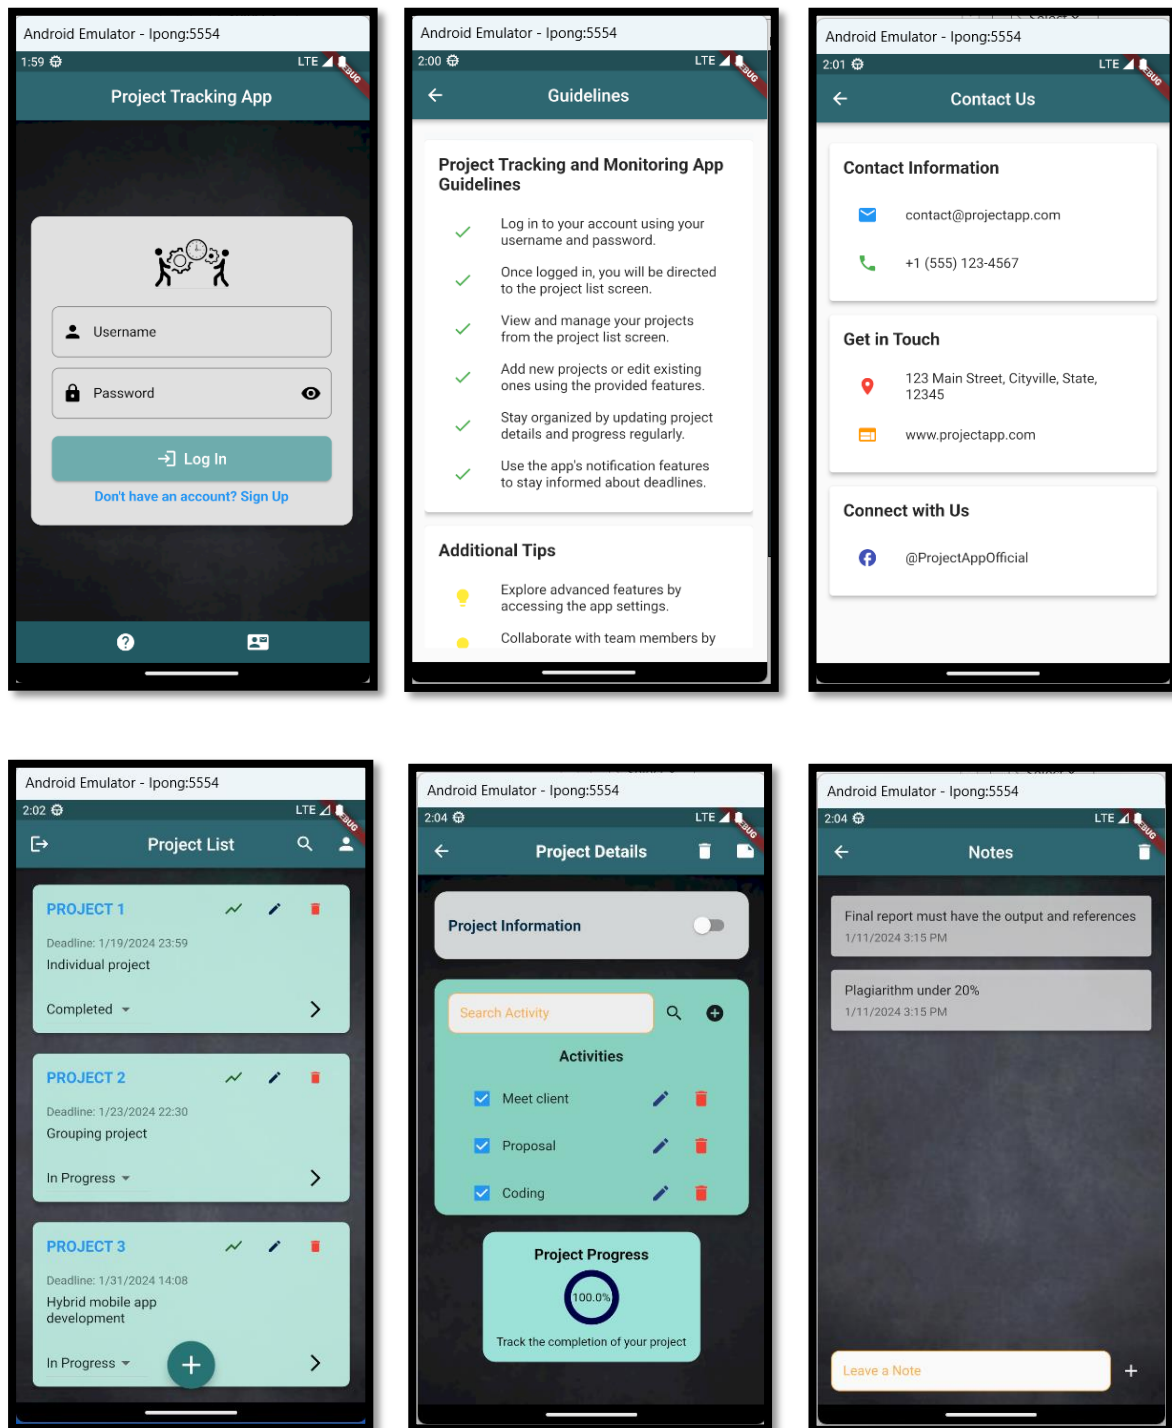 Android Emulator - Ipong:5554
1:59
LTE
DEBUG
Project Tracking App
Username
Password
Log In
Don't have an account? Sign Up
Android Emulator - Ipong:5554
2:00
LTE
DEBUG
Guidelines
Project Tracking and Monitoring App
Guidelines
Log in to your account using your
username and password.
Once logged in, you will be directed
to the project list screen.
View and manage your projects
from the project list screen.
Add new projects or edit existing
ones using the provided features.
Stay organized by updating project
details and progress regularly.
Use the app's notification features
to stay informed about deadlines.
Additional Tips
Explore advanced features by
accessing the app settings.
Collaborate with team members by
Android Emulator - Ipong:5554
2:01
LTE
DEBUG
Contact Us
Contact Information
contact@projectapp.com
+1 (555) 123-4567
Get in Touch
123 Main Street, Cityville, State,
12345
www.projectapp.com
Connect with Us
@ProjectAppOfficial
Android Emulator - Ipong:5554
2:02
LTE
DEBUG
Project List
PROJECT 1
Deadline: 1/19/2024 23:59
Individual project
Completed
PROJECT 2
Deadline: 1/23/2024 22:30
Grouping project
In Progress
PROJECT 3
Deadline: 1/31/2024 14:08
Hybrid mobile app
development
In Progress
Android Emulator - Ipong:5554
2:04
LTE
DEBUG
Project Details
Project Information
Search Activity
Activities
Meet client
Proposal
Coding
Project Progress
100.0%
Track the completion of your project
Android Emulator - Ipong:5554
2:04
LTE
DEBUG
Notes
Final report must have the output and references
1/11/2024 3:15 PM
Plagiarithm under 20%
1/11/2024 3:15 PM
Leave a Note